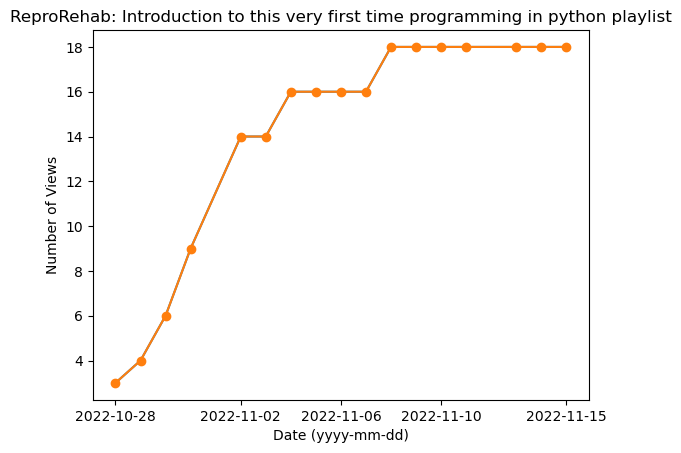 ReproRehab: Introduction to this very first time programming in python playlist
18
16
14
12
10
8
6
4
Number of Views
2022-10-28 2022-11-02 2022-11-06 2022-11-10 2022-11-15
Date (yyyy-mm-dd)